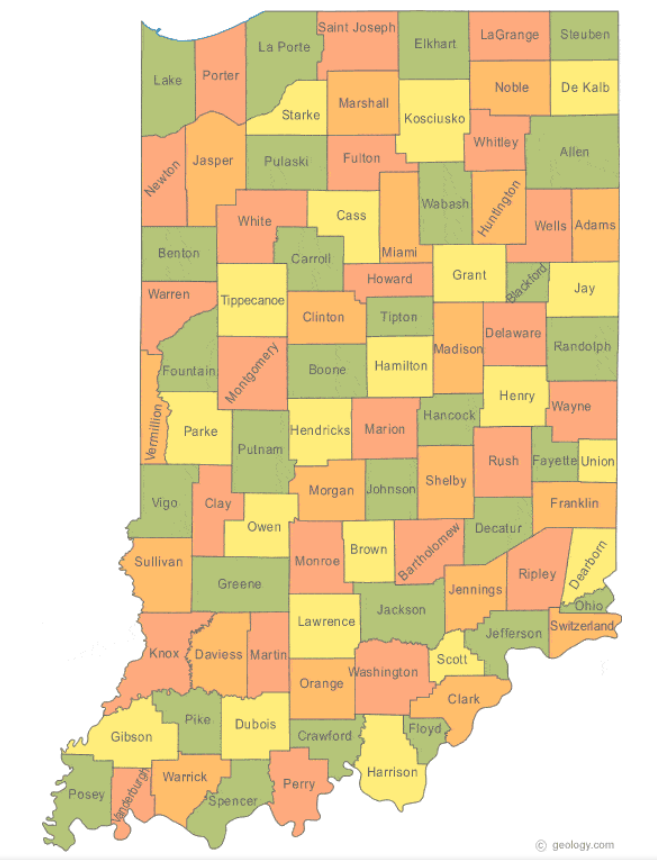 Saint Joseph
LaGrange
Steuben
La Porte
Elkhart
Lake
Porter
Noble
De Kalb
Marshall
Starke
Kosciusko
Whitley
Allen
Newton
Jasper
Pulaski
Fulton
Wabash
Huntington
White
Cass
Wells
Adams
Benton
Carroll
Miami
Howard
Grant
Blackford
Jay
Warren
Tippecanoe
Clinton
Tipton
Madison
Delaware
Randolph
Fountain
Montgomery
Boone
Hamilton
Henry
Wayne
Vermillion
Parke
Putnam
Hendricks
Marion
Hancock
Rush
Fayette
Union
Vigo
Clay
Morgan
Johnson
Shelby
Franklin
Owen
Decatur
Sullivan
Monroe
Brown
Bartholomew
Ripley
Dearborn
Greene
Jennings
Ohio
Lawrence
Jackson
Jefferson
Switzerland
Knox
Daviess
Martin
Washington
Scott
Orange
Clark
Pike
Dubois
Crawford
Floyd
Gibson
Harrison
Posey
Vanderburgh
Warrick
Spencer
Perry
© geology.com